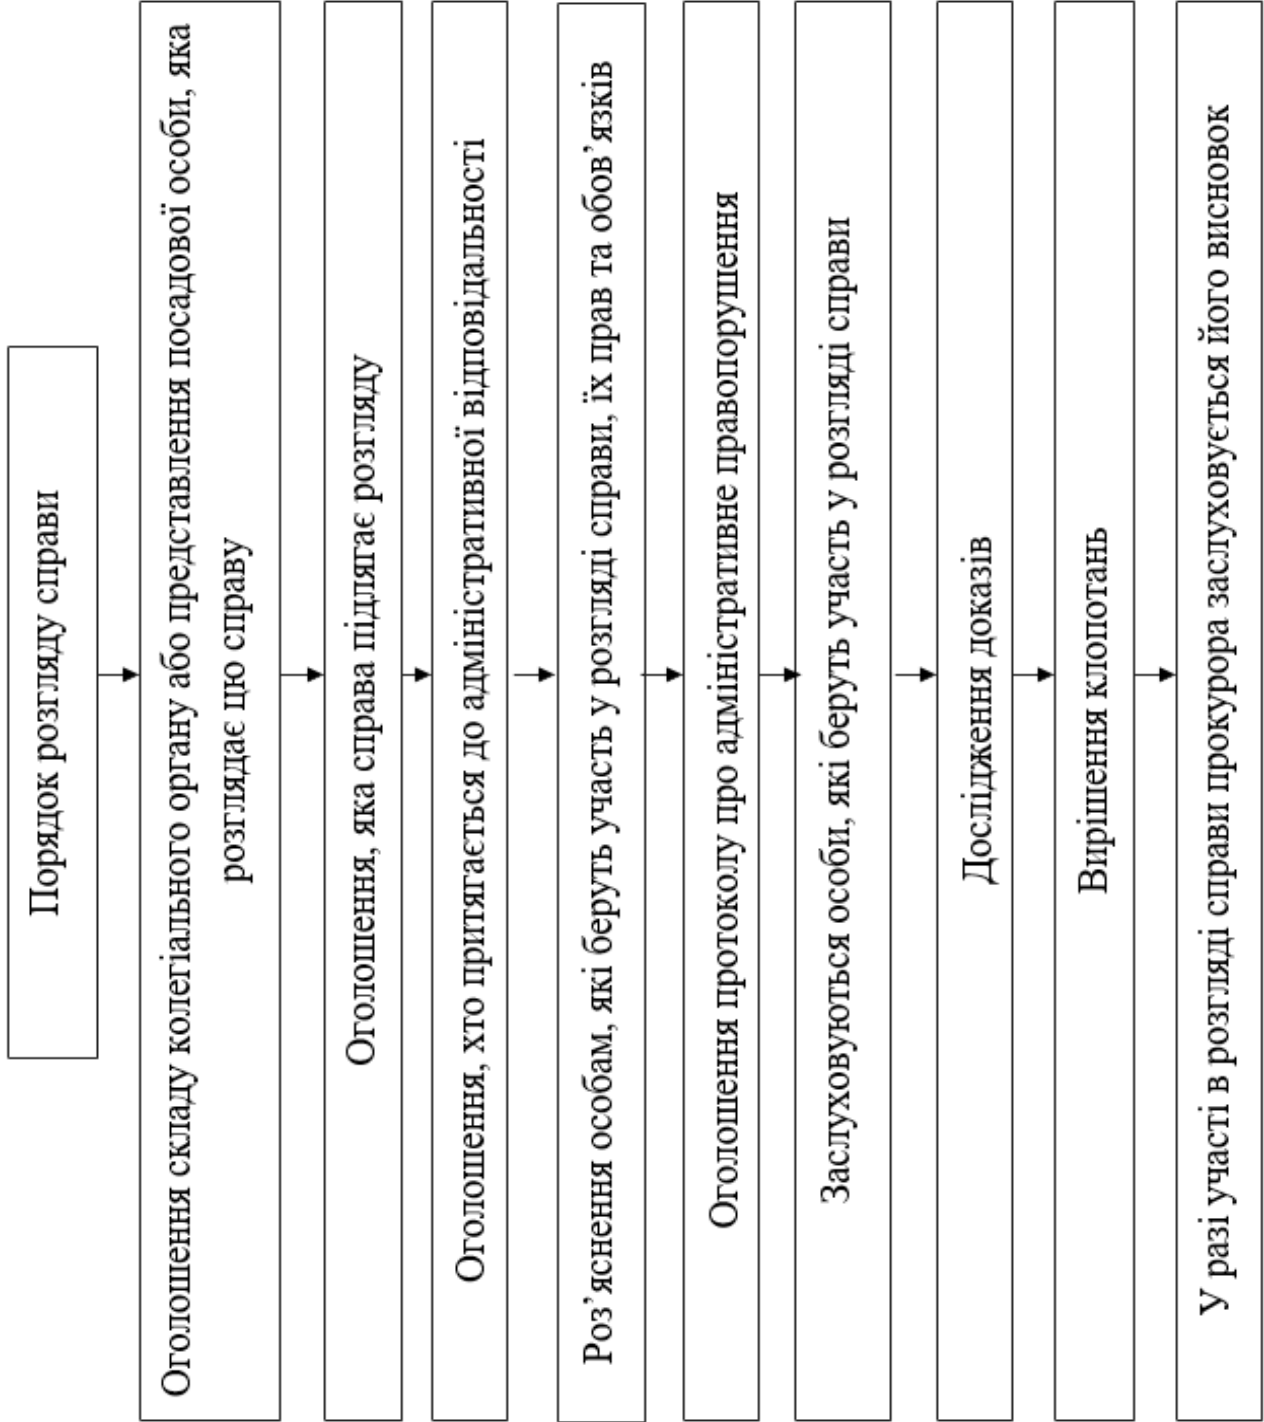 Порядок розгляду справи
Оголошення складу колегіального органу або представлення посадової особи, яка
розглядає цю справу
Оголошення, яка справа підлягає розгляду
Оголошення, хто притягається до адміністративної відповідальності
Роз’яснення особам, які беруть участь у розгляді справи, їх прав та обов’язків
Оголошення протоколу про адміністративне правопорушення
Заслуховуються особи, які беруть участь у розгляді справи
Дослідження доказів
Вирішення клопотань
У разі участі в розгляді справи прокурора заслуховується його висновок